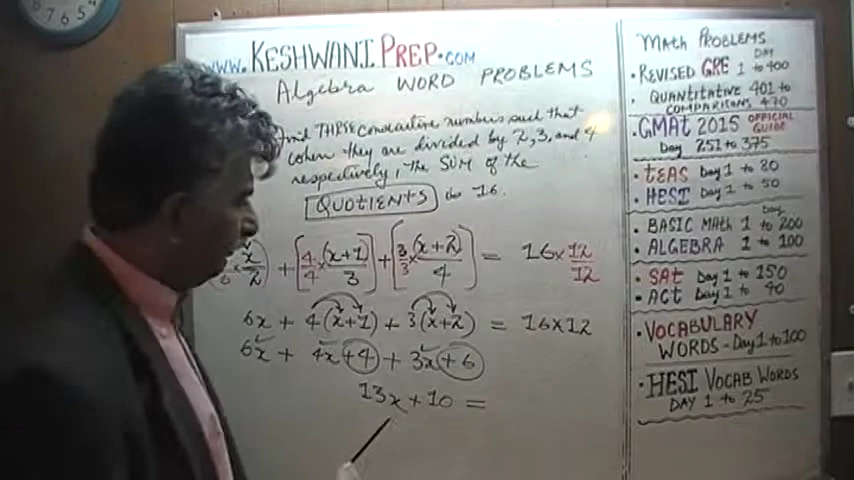 www.KESHWANI PREP.COM
Algebra WORD PROBLEMS
Find THREE consecutive numbers such that
when they are divided by 2, 3, and 4
respectively, the SUM of the
QUOTIENTS is 16.
6 × x/2 + [4/4 × (x+1)/3] + [3/3 × (x+2)/4] = 16 × 12/12
6x + 4(x+1) + 3(x+2) = 16×12
6x + 4x + 4 + 3x + 6
13x + 10 =
MATH PROBLEMS
DAY
• REVISED GRE 1 to 400
• QUANTITATIVE 401 to
COMPARISONS 470
• GMAt 2015 OFFICIAL GUIDE
Day 251 to 375
• tEAS Day 1 to 80
• HESI Day 1 to 50
Day
• BASIC MAth 1 to 200
• ALGEBRA 1 to 100
• SAt Day 1 to 150
• ACt Day 1 to 90
• VOCABULARY
WORDS - Day 1 to 100
• HESI VOCAB WORDS
DAY 1 to 25
7 6 5